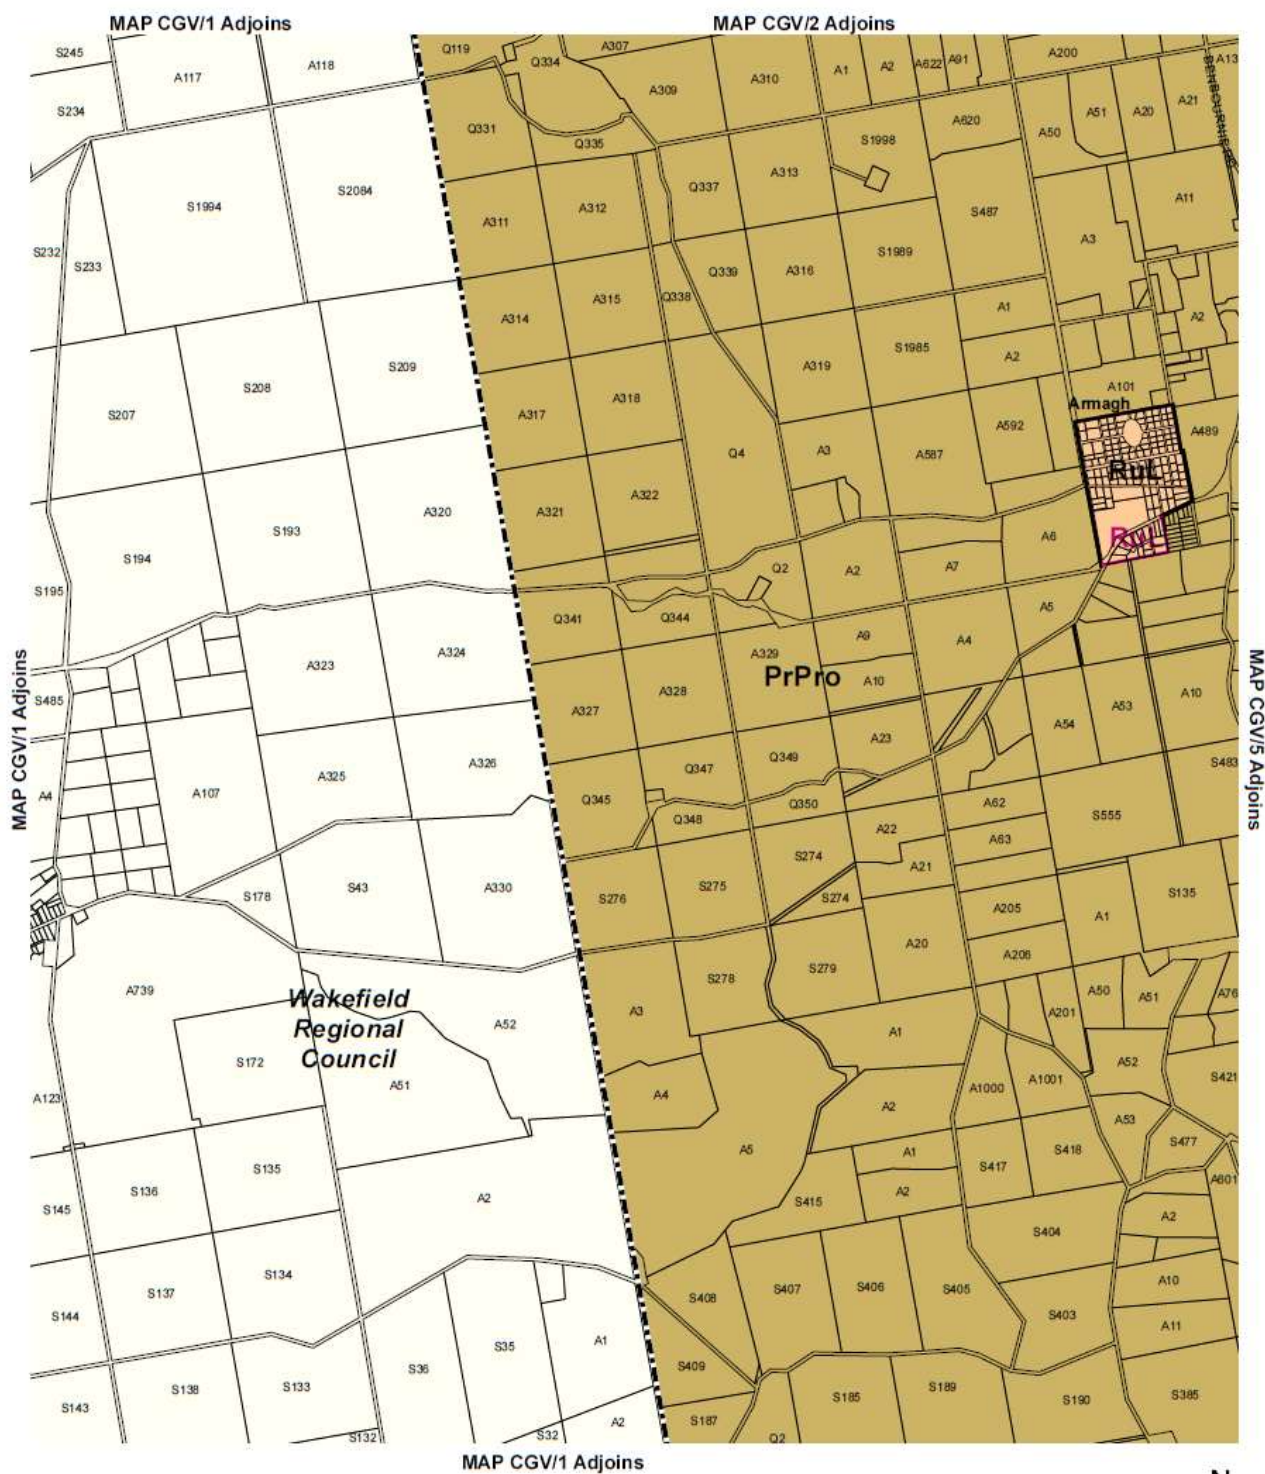 MAP CGV/1 Adjoins
MAP CGV/2 Adjoins
S245
A117
A118
Q119
Q334
A307
A309
A310
A1
A2
A622
A91
A200
A13
S234
Q331
Q335
S1998
A620
A50
A51
A20
A21
S1994
S2084
A311
A312
Q337
A313
S487
A3
A11
S232
S233
A314
A315
Q338
Q339
A316
S1989
A1
A2
S207
S208
S209
A317
A318
A319
S1985
A2
A101
Armagh
A592
A489
Q4
A3
A587
RuL
S194
S193
A320
A321
A322
A6
RuL
S195
Q2
A2
A7
A5
Q341
Q344
A9
A4
A323
A324
A329
PrPro
A10
MAP CGV/1 Adjoins
MAP CGV/5 Adjoins
S485
A327
A328
A54
A53
A10
A23
A4
A107
A325
A326
Q345
Q347
Q349
S483
Q348
Q350
A62
S555
A22
A63
S178
S43
A330
S276
S275
S274
S274
A21
A205
A1
S135
A20
A206
A739
Wakefield
Regional
Council
A52
A3
S278
S279
A50
A51
A76
A201
A1
S172
A51
A52
S421
A123
A4
A2
A1000
A1001
A53
S477
S136
S135
A5
A1
S417
S418
A601
S145
A2
S415
A2
A2
S404
S137
S134
S407
S406
S405
A10
S144
S408
S403
A11
S36
S35
A1
S409
S143
S138
S133
S132
S32
A2
S187
Q2
S185
S189
S190
S385
MAP CGV/1 Adjoins